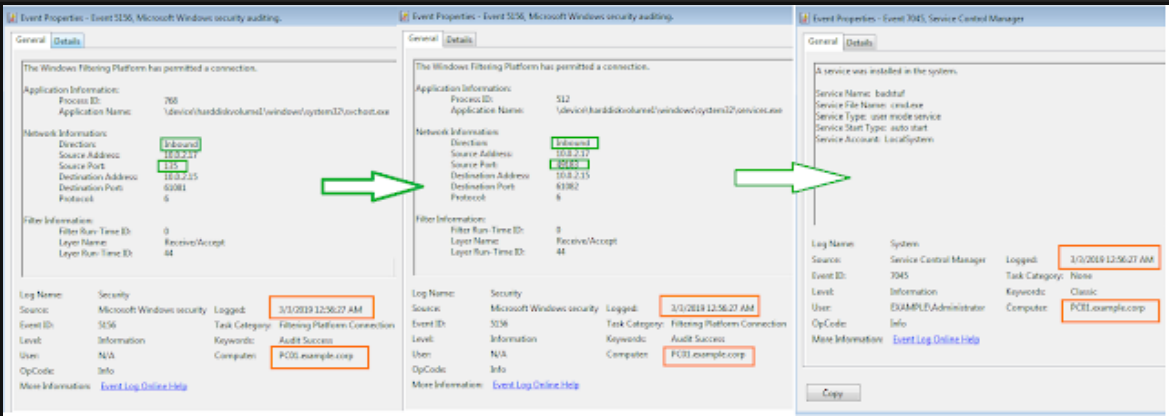 Event Properties - Event 5156, Microsoft Windows security auditing.
General Details
The Windows Filtering Platform has permitted a connection.
Application Information:
Process ID: 768
Application Name: \device\harddiskvolume1\windows\system32\svchost.exe
Network Information:
Direction: Inbound
Source Address: 10.0.2.17
Source Port: 135
Destination Address: 10.0.2.15
Destination Port: 61081
Protocol: 6
Filter Information:
Filter Run-Time ID: 0
Layer Name: Receive/Accept
Layer Run-Time ID: 44
Log Name: Security
Source: Microsoft Windows security Logged: 3/3/2019 12:56:27 AM
Event ID: 5156 Task Category: Filtering Platform Connection
Level: Information Keywords: Audit Success
User: N/A Computer: PC01.example.corp
OpCode: Info
More Information: Event Log Online Help
Event Properties - Event 5156, Microsoft Windows security auditing.
General Details
The Windows Filtering Platform has permitted a connection.
Application Information:
Process ID: 512
Application Name: \device\harddiskvolume1\windows\system32\services.exe
Network Information:
Direction: Inbound
Source Address: 10.0.2.17
Source Port:
Destination Address: 10.0.2.15
Destination Port: 61082
Protocol: 6
Filter Information:
Filter Run-Time ID: 0
Layer Name: Receive/Accept
Layer Run-Time ID: 44
Log Name: Security
Source: Microsoft Windows security Logged: 3/3/2019 12:56:27 AM
Event ID: 5156 Task Category: Filtering Platform Connection
Level: Information Keywords: Audit Success
User: N/A Computer: PC01.example.corp
OpCode: Info
More Information: Event Log Online Help
Event Properties - Event 7045, Service Control Manager
General Details
A service was installed in the system.
Service Name: backtuf
Service File Name: cmd.exe
Service Type: user mode service
Service Start Type: auto start
Service Account: LocalSystem
Log Name: System
Source: Service Control Manager Logged: 3/3/2019 12:56:27 AM
Event ID: 7045 Task Category: None
Level: Information Keywords: Classic
User: EXAMPLE\Administrator Computer: PC01.example.corp
OpCode: Info
More Information: Event Log Online Help
Copy